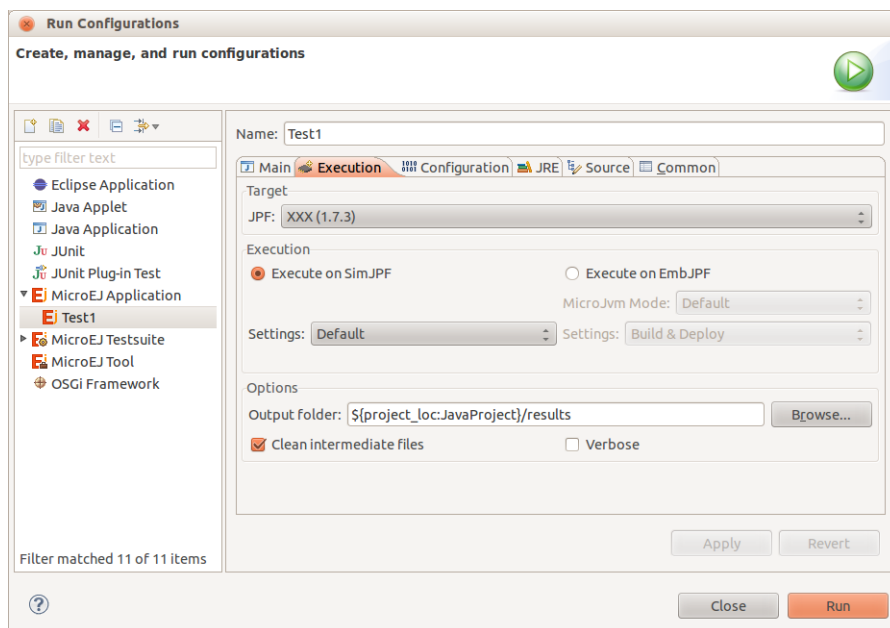 Run Configurations
Create, manage, and run configurations
type filter text
Eclipse Application
Java Applet
Java Application
JUnit
JUnit Plug-in Test
MicroEJ Application
Test1
MicroEJ Testsuite
MicroEJ Tool
OSGi Framework
Filter matched 11 of 11 items
Name: Test1
Main Execution Configuration JRE Source Common
Target
JPF: XXX (1.7.3)
Execution
Execute on SimJPF Execute on EmbJPF
MicroJvm Mode: Default
Settings: Default Settings: Build & Deploy
Options
Output folder: ${project_loc:JavaProject}/results Browse...
Clean intermediate files Verbose
Apply Revert
Close Run